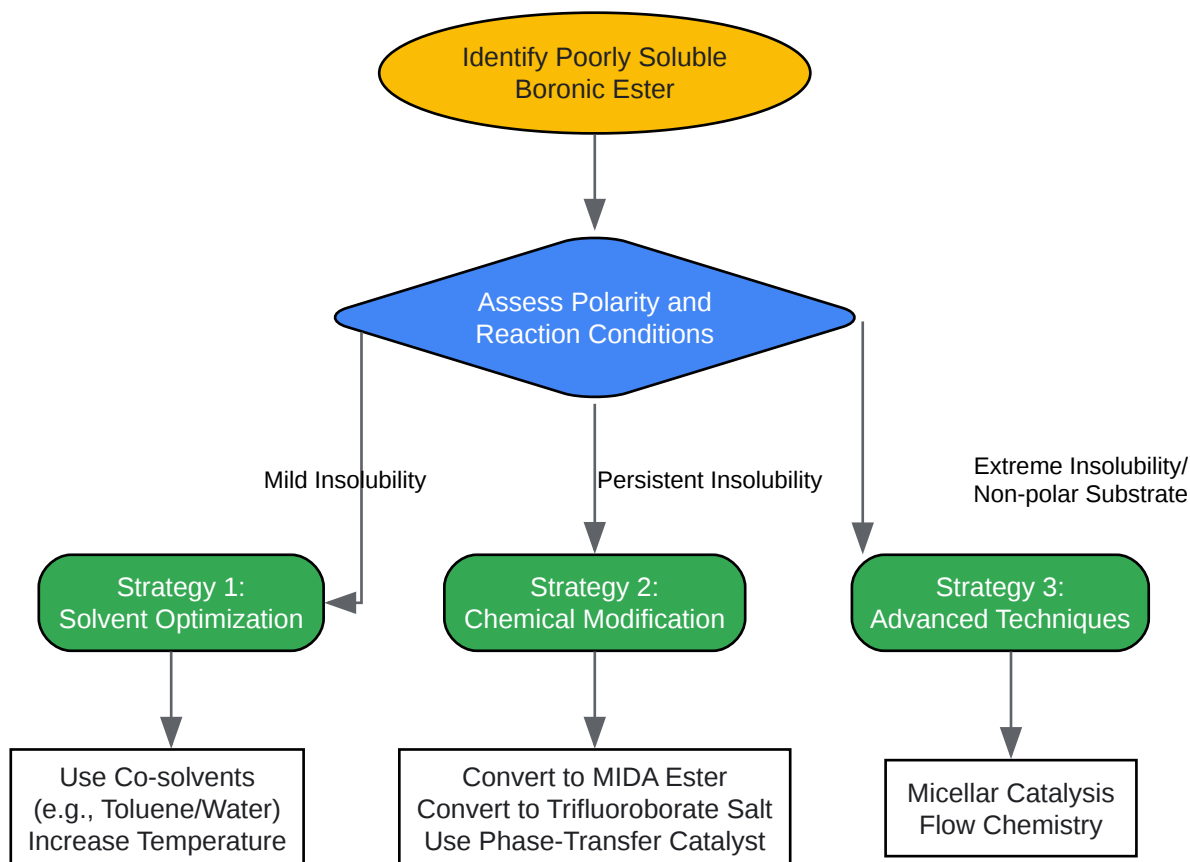 Identify Poorly Soluble
Boronic Ester
Assess Polarity and
Reaction Conditions
Mild Insolubility
Persistent Insolubility
Extreme Insolubility/
Non-polar Substrate
Strategy 1:
Solvent Optimization
Strategy 2:
Chemical Modification
Strategy 3:
Advanced Techniques
Use Co-solvents
(e.g., Toluene/Water)
Increase Temperature
Convert to MIDA Ester
Convert to Trifluoroborate Salt
Use Phase-Transfer Catalyst
Micellar Catalysis
Flow Chemistry